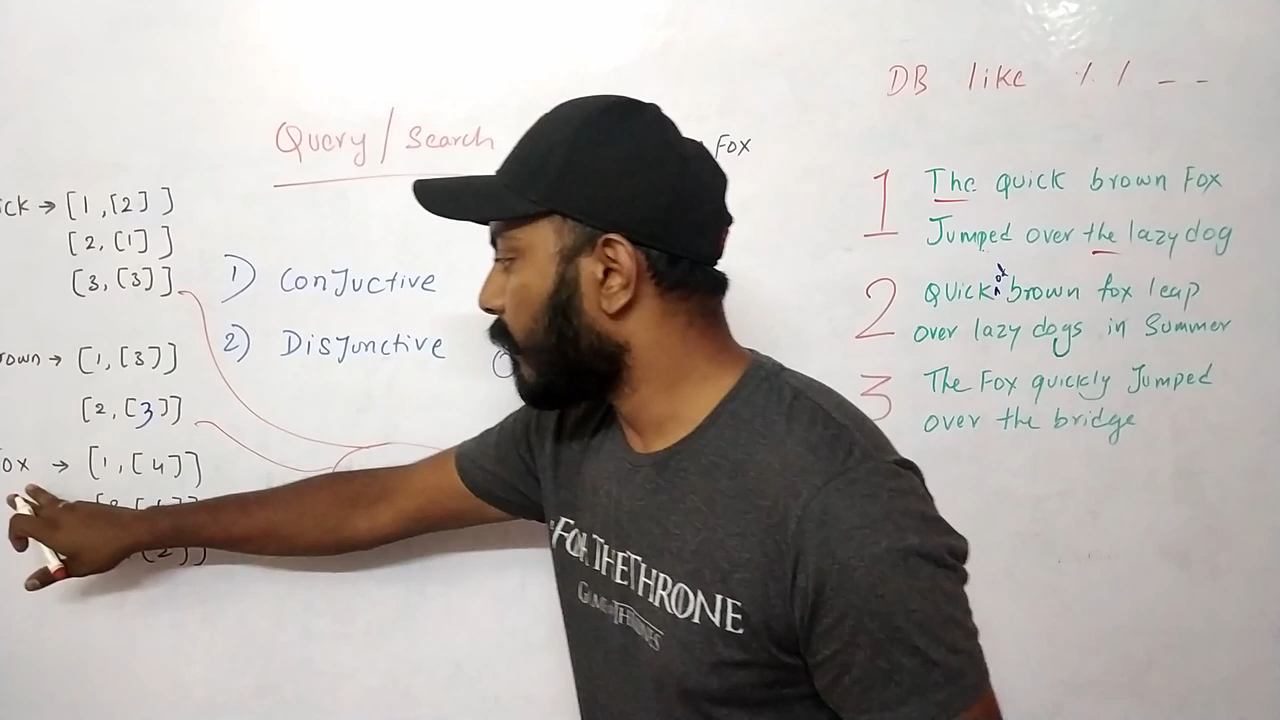 DB like % % _ _
Query / Search
Fox
ick → [1, [2] ]
[2, [1] ]
[3, [3] ]
rown → [1, [3] ]
[2, [3] ]
ox → [1, [4] ]
[2] ]
1) Conjuctive
2) Disjunctive
1 The quick brown Fox
Jumped over the lazy dog
2 Quick brown fox leap
over lazy dogs in Summer
3 The Fox quickly Jumped
over the bridge
FOR THE THRONE
GAME OF THRONES